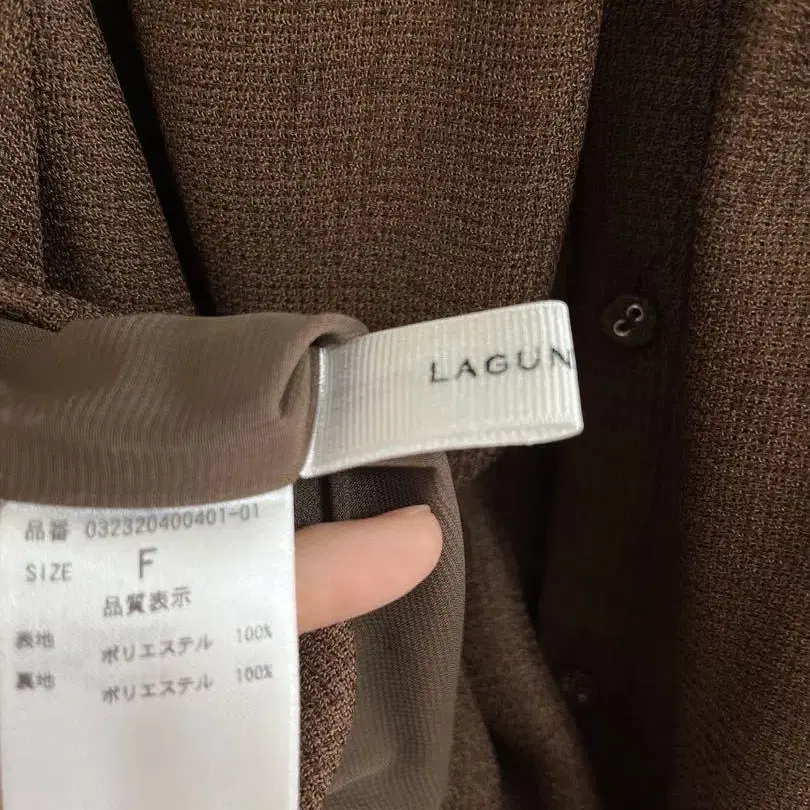 LAGUN
品番 032320400401-01
SIZE F
品質表示
表地 ポリエステル 100%
裏地 ポリエステル 100%